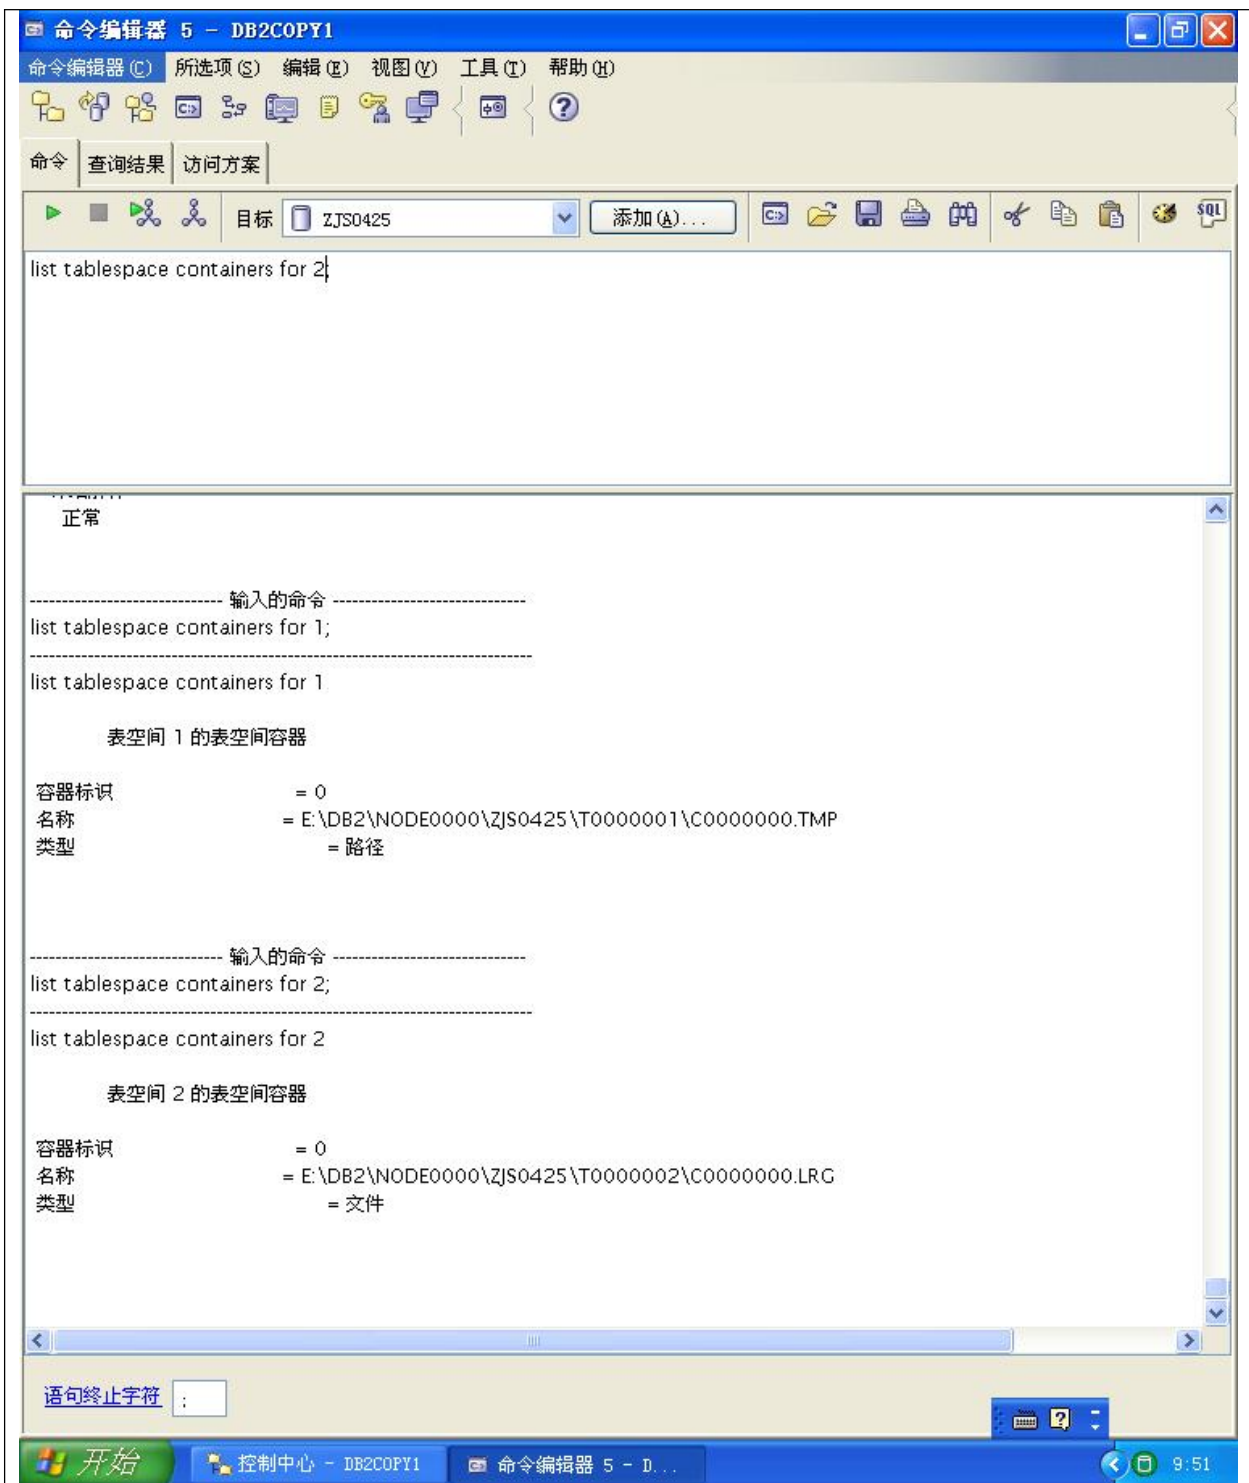 命令编辑器 5 - DB2COPY1
命令编辑器(C) 所选项(S) 编辑(E) 视图(V) 工具(T) 帮助(H)
命令 查询结果 访问方案
目标 ZJS0425 添加(A)... SQL
list tablespace containers for 2;
正常
------------------------------ 输入的命令 ------------------------------
list tablespace containers for 1;
------------------------------------------------------------------------------
list tablespace containers for 1
表空间 1 的表空间容器
容器标识 = 0
名称 = E:\DB2\NODE0000\ZJS0425\T0000001\C0000000.TMP
类型 = 路径
------------------------------ 输入的命令 ------------------------------
list tablespace containers for 2;
------------------------------------------------------------------------------
list tablespace containers for 2
表空间 2 的表空间容器
容器标识 = 0
名称 = E:\DB2\NODE0000\ZJS0425\T0000002\C0000000.LRG
类型 = 文件
语句终止字符 ;
开始 控制中心 - DB2COPY1 命令编辑器 5 - D... 9:51